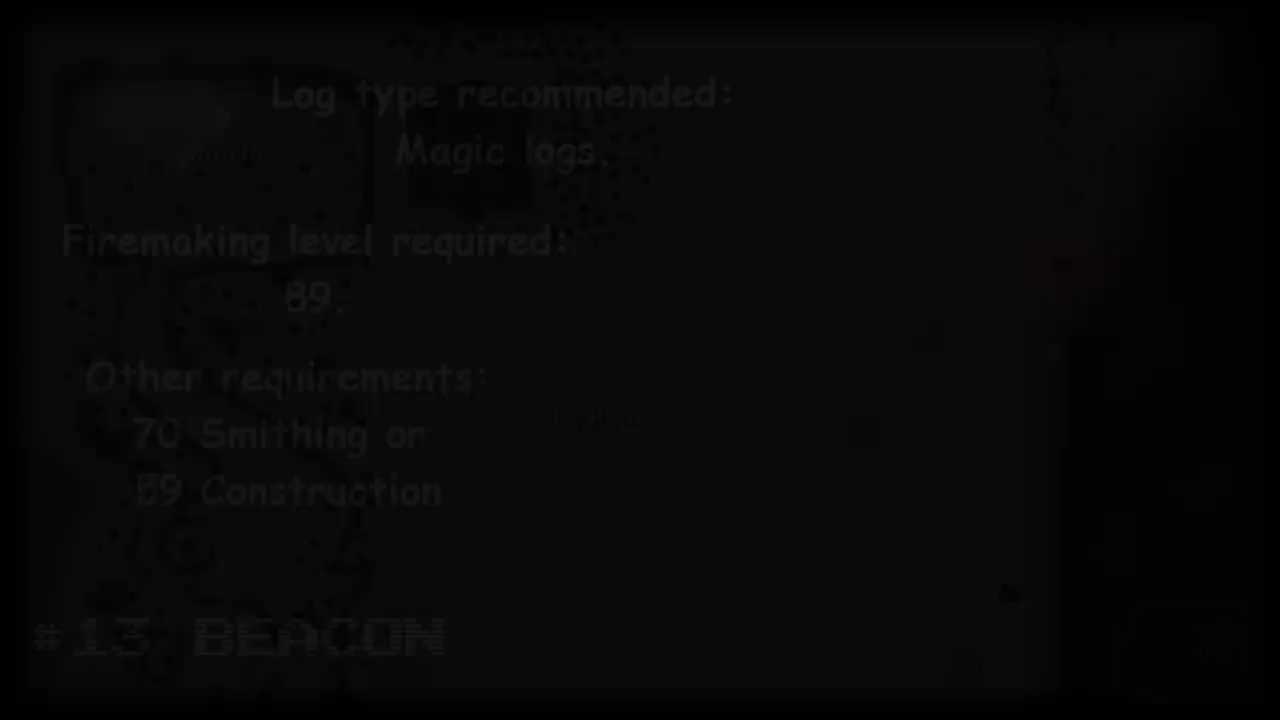 Log type recommended:
Magic logs.
Firemaking level required:
89.
Other requirements:
70 Smithing or
59 Construction
#13 BEACON